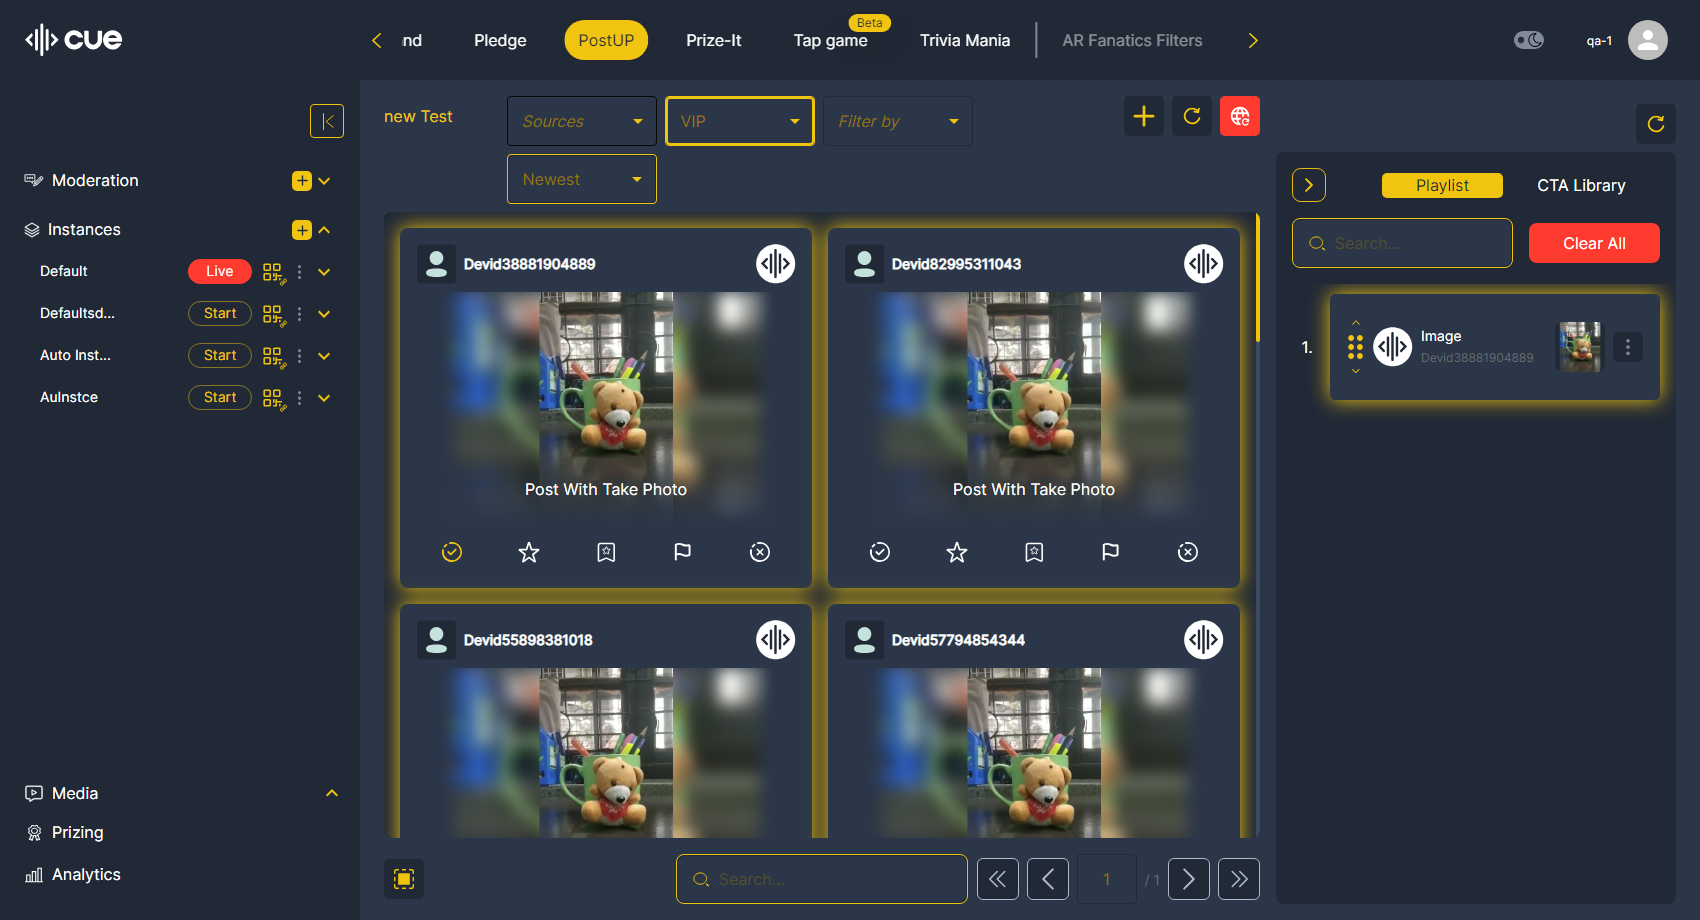 cue
nd
Pledge
PostUP
Prize-It
Beta
Tap game
Trivia Mania
AR Fanatics Filters
qa-1
Moderation
Instances
Default
Live
Defaultsd...
Start
Auto Inst...
Start
AuInstce
Start
Media
Prizing
Analytics
new Test
Sources
VIP
Filter by
Newest
Devid38881904889
Post With Take Photo
Devid82995311043
Post With Take Photo
Devid55898381018
Devid57794854344
Search...
1
/ 1
Playlist
CTA Library
Search...
Clear All
1.
Image
Devid38881904889